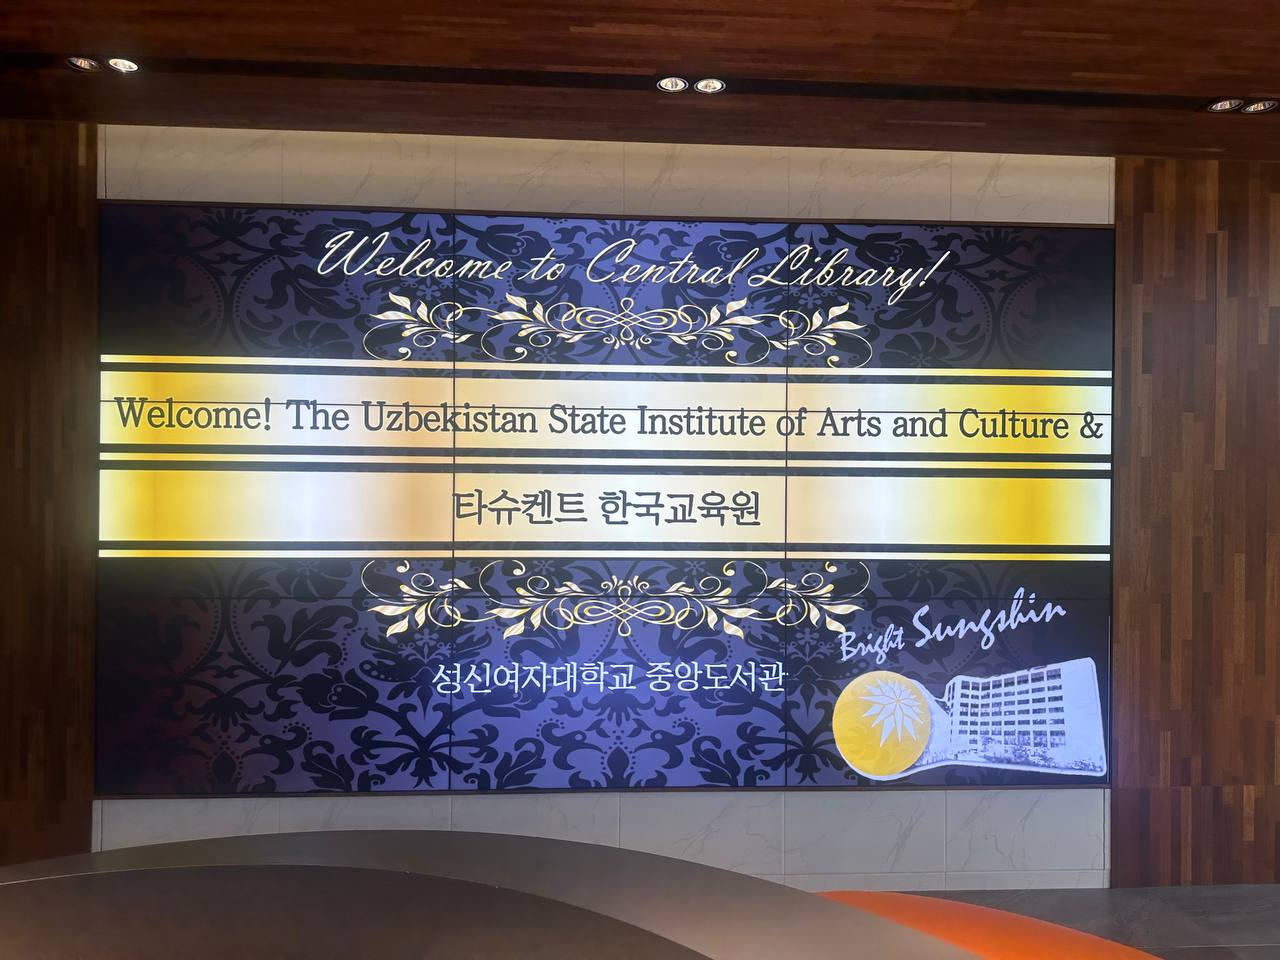 Welcome to Central Library!
Welcome! The Uzbekistan State Institute of Arts and Culture &
타슈켄트 한국교육원
Bright Sungshin
성신여자대학교 중앙도서관